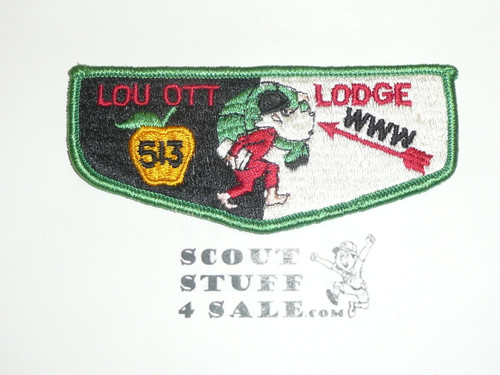 LOU OTT LODGE
513 WWW
SCOUT
STUFF
4 SALE.COM